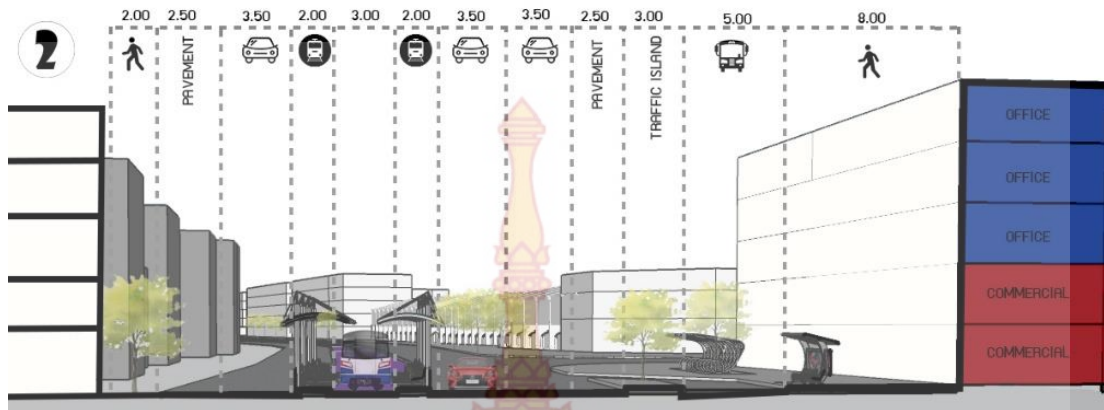 2.00 2.50 3.50 2.00 3.00 2.00 3.50 3.50 2.50 3.00 5.00 8.00
2
PAVEMENT
PAVEMENT
TRAFFIC ISLAND
OFFICE
OFFICE
OFFICE
COMMERCIAL
COMMERCIAL